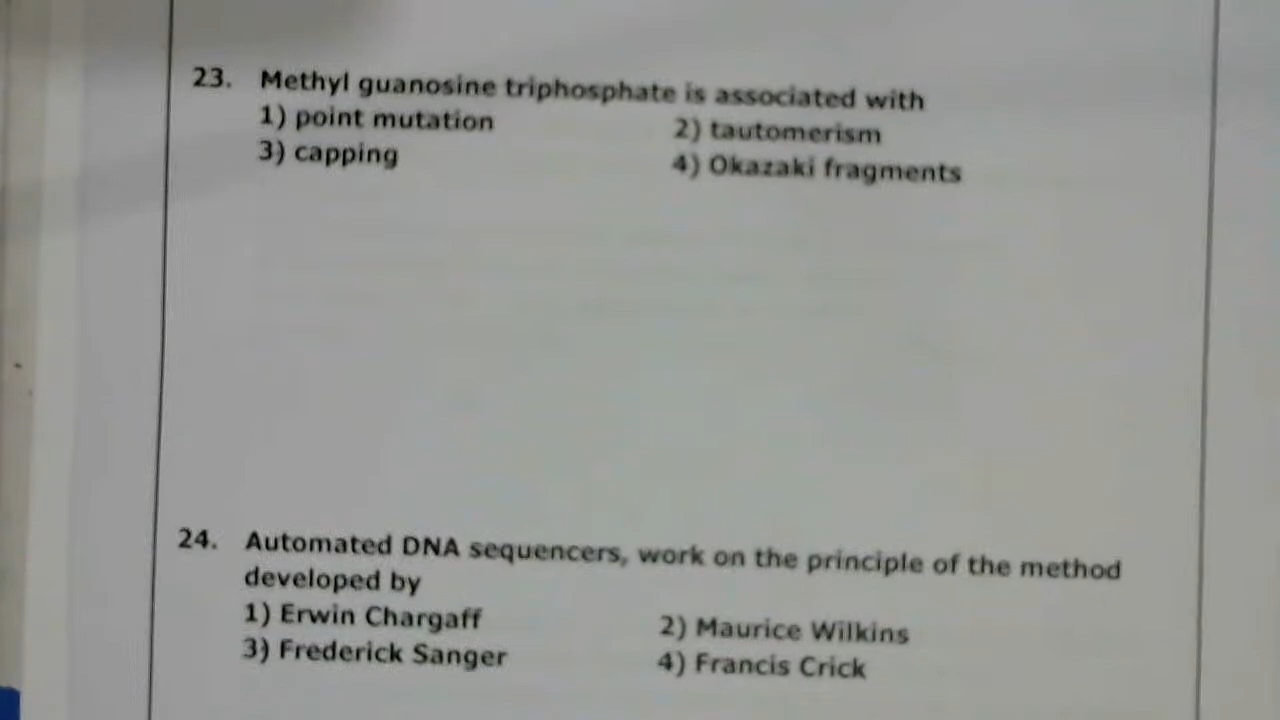 23. Methyl guanosine triphosphate is associated with
1) point mutation 2) tautomerism
3) capping 4) Okazaki fragments
24. Automated DNA sequencers, work on the principle of the method
developed by
1) Erwin Chargaff 2) Maurice Wilkins
3) Frederick Sanger 4) Francis Crick